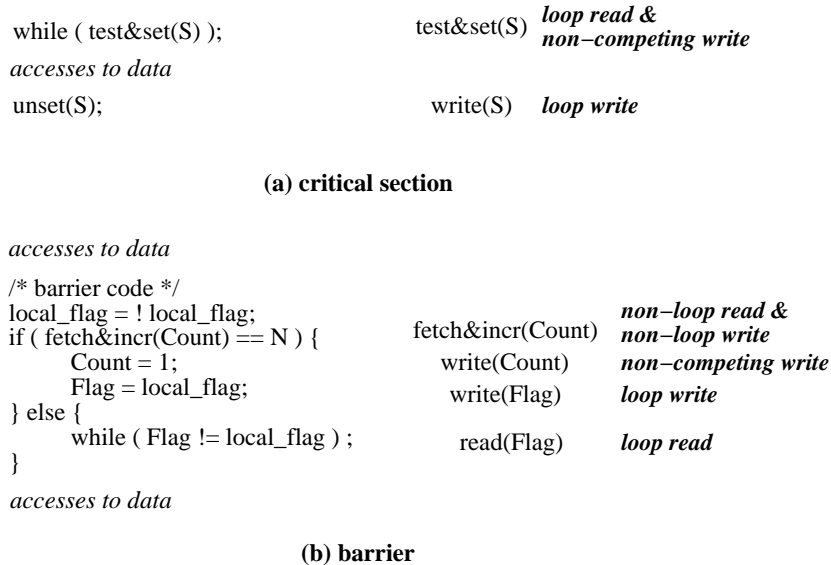 while ( test&set(S) ); test&set(S) loop read &
non−competing write
accesses to data
unset(S); write(S) loop write
(a) critical section
accesses to data
/* barrier code */
local_flag = ! local_flag;
if ( fetch&incr(Count) == N ) { fetch&incr(Count) non−loop read &
non−loop write
Count = 1; write(Count) non−competing write
Flag = local_flag; write(Flag) loop write
} else {
while ( Flag != local_flag ) ; read(Flag) loop read
}
accesses to data
(b) barrier